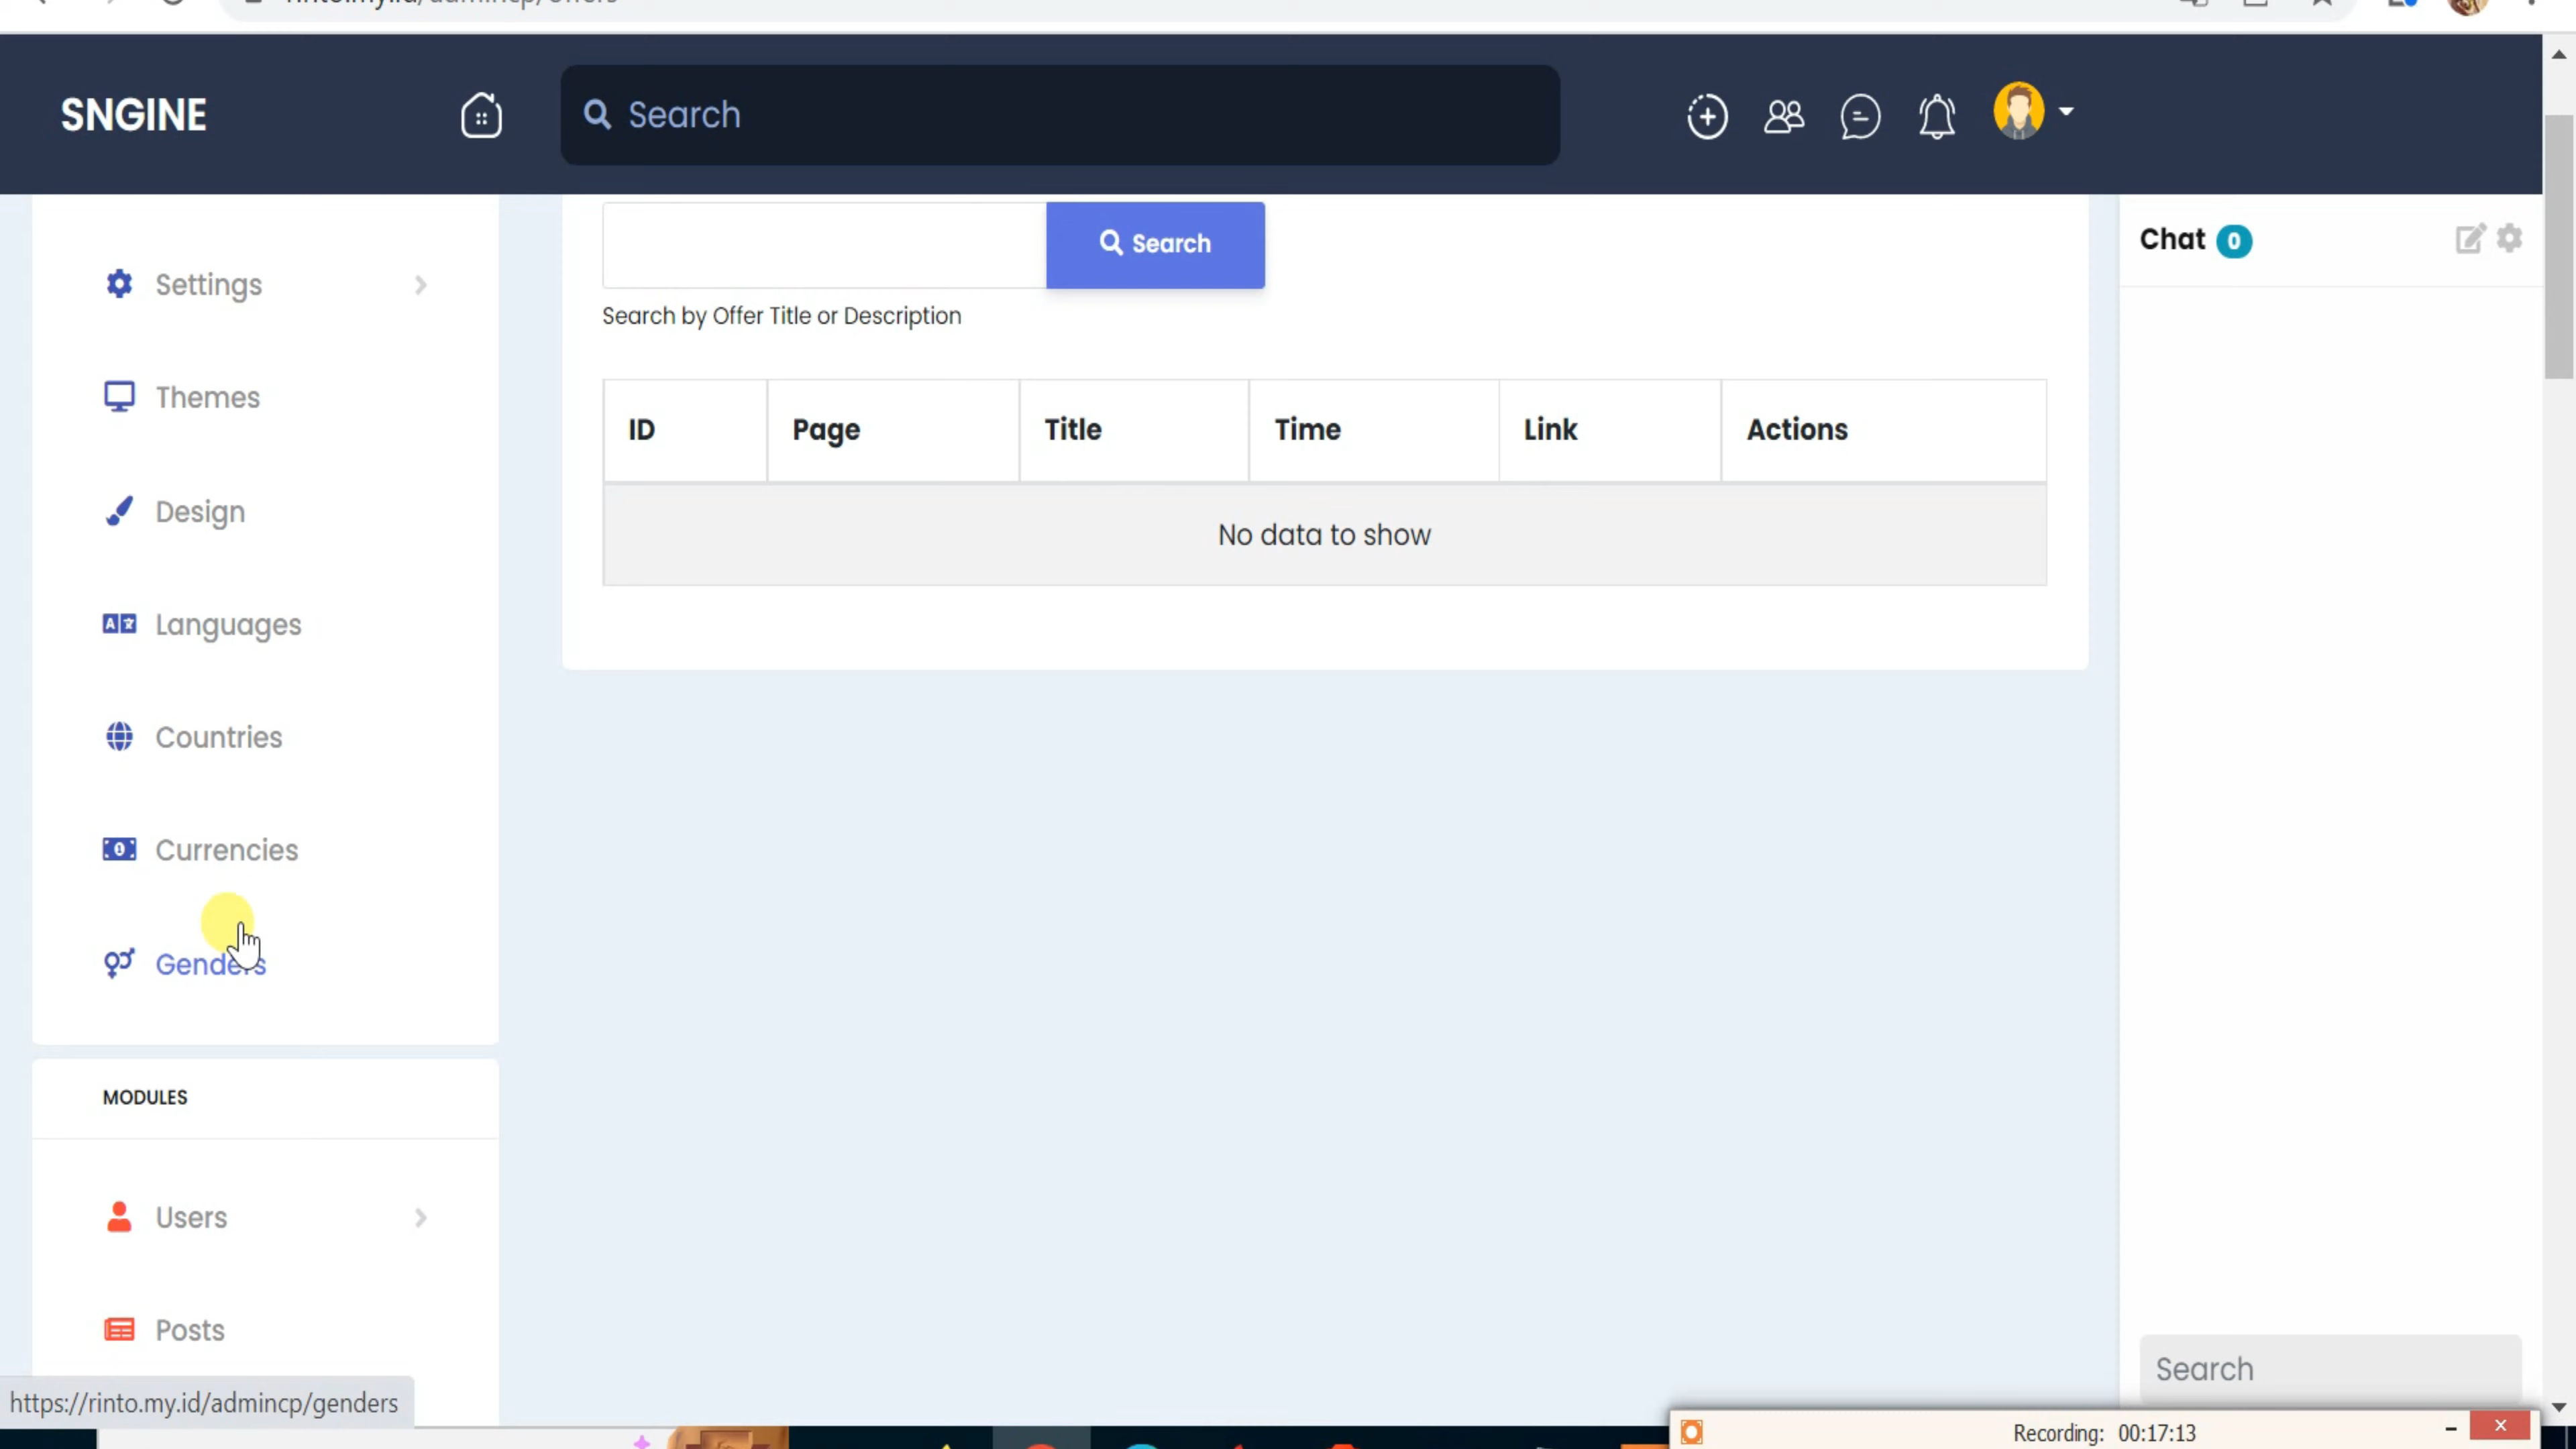 SNGINE
Search
Chat 0
Settings
Themes
Design
Languages
Countries
Currencies
Genders
MODULES
Users
Posts
Search
Search by Offer Title or Description
ID Page Title Time Link Actions
No data to show
Search
https://rinto.my.id/admincp/genders
Recording: 00:17:13